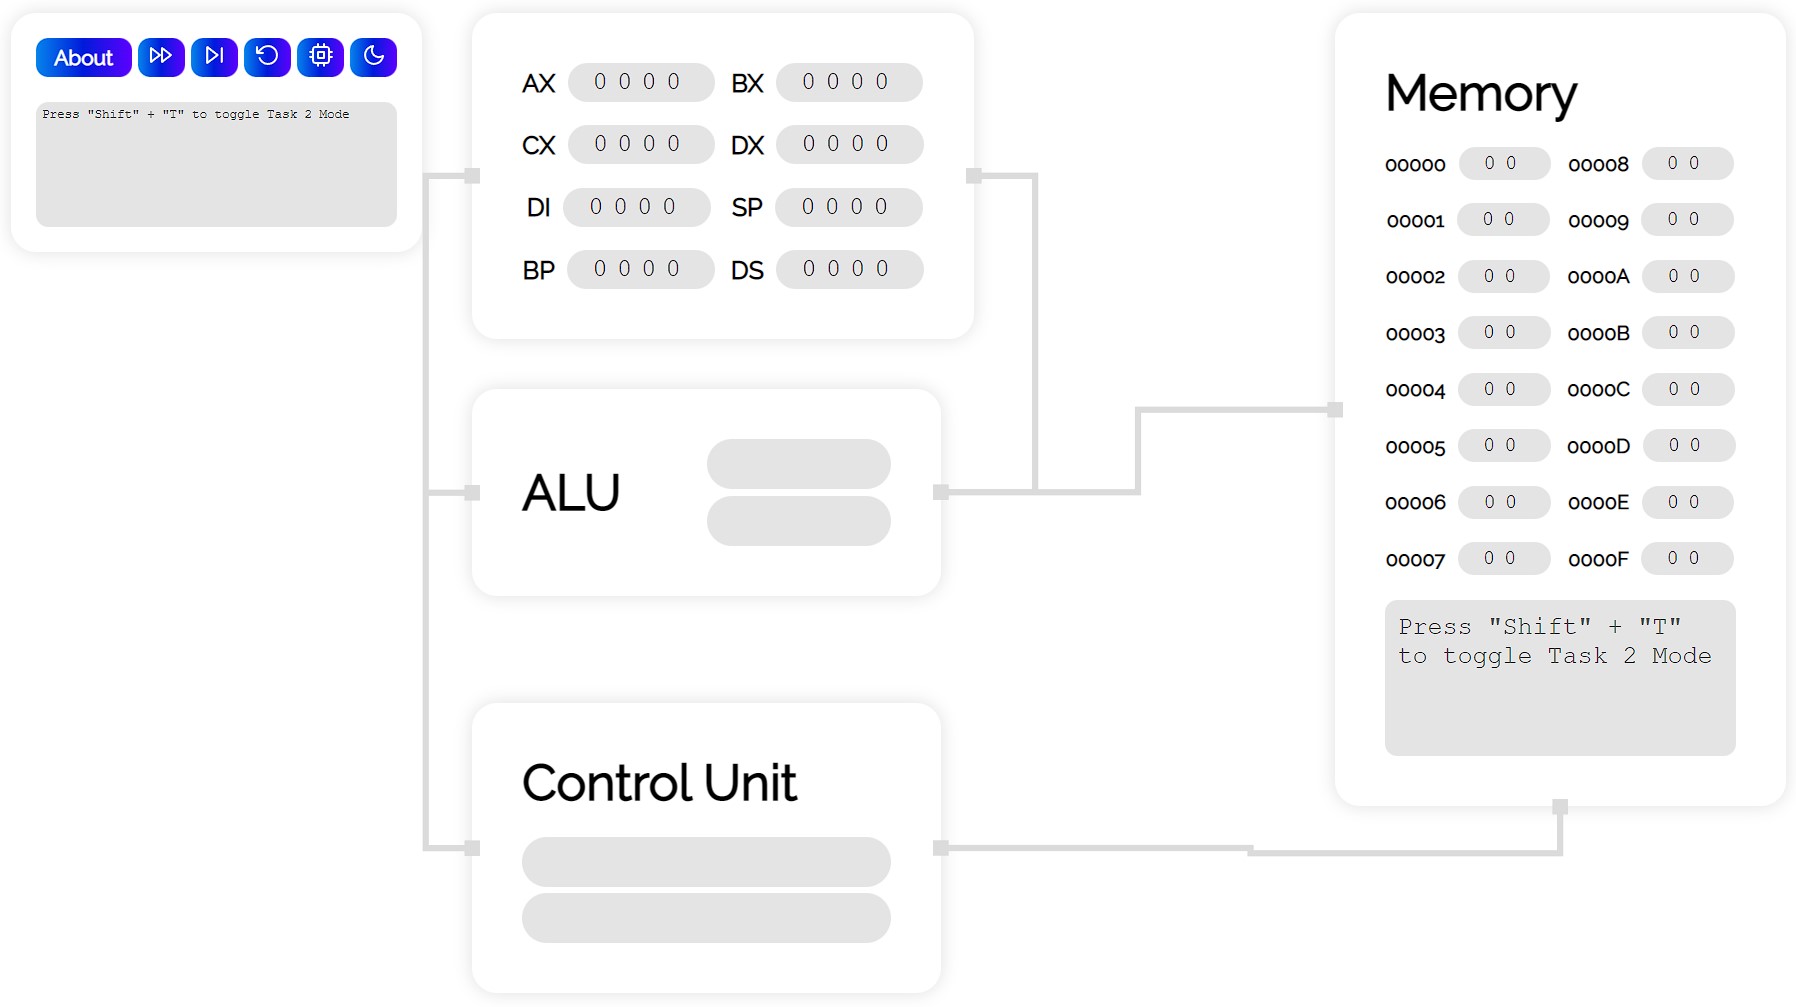 About
Press "Shift" + "T" to toggle Task 2 Mode
AX 0 0 0 0 BX 0 0 0 0
CX 0 0 0 0 DX 0 0 0 0
DI 0 0 0 0 SP 0 0 0 0
BP 0 0 0 0 DS 0 0 0 0
ALU
Control Unit
Memory
00000 0 0 00008 0 0
00001 0 0 00009 0 0
00002 0 0 0000A 0 0
00003 0 0 0000B 0 0
00004 0 0 0000C 0 0
00005 0 0 0000D 0 0
00006 0 0 0000E 0 0
00007 0 0 0000F 0 0
Press "Shift" + "T"
to toggle Task 2 Mode